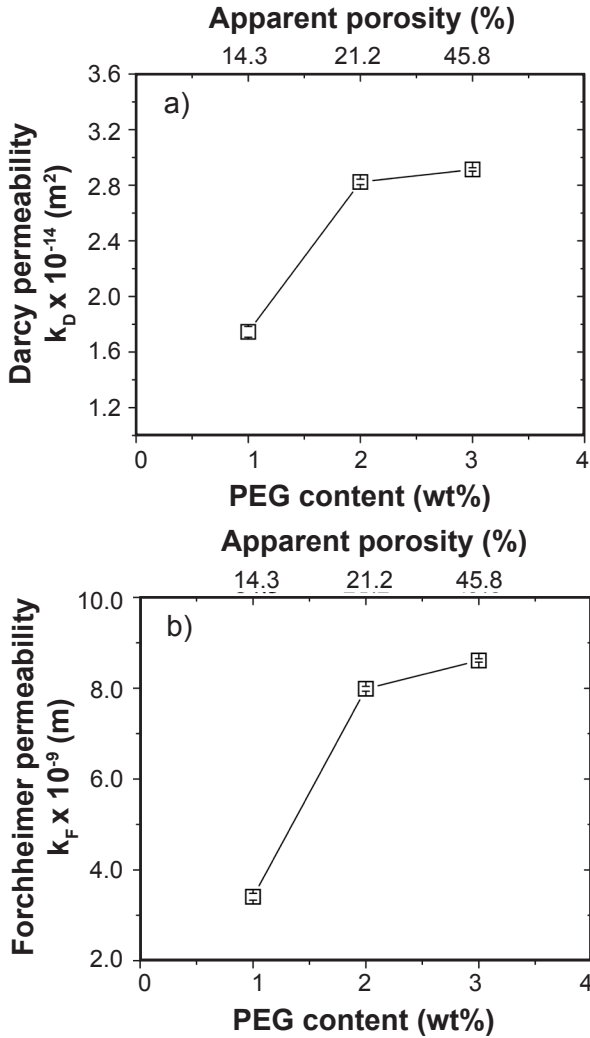 Apparent porosity (%)
14.3 21.2 45.8
a)
3.6
3.2
2.8
2.4
2.0
1.6
1.2
Darcy permeability
k_D x 10^-14 (m^2)
0 1 2 3 4
PEG content (wt%)
Apparent porosity (%)
14.3 21.2 45.8
b)
10.0
8.0
6.0
4.0
2.0
Forchheimer permeability
k_F x 10^-9 (m)
0 1 2 3 4
PEG content (wt%)